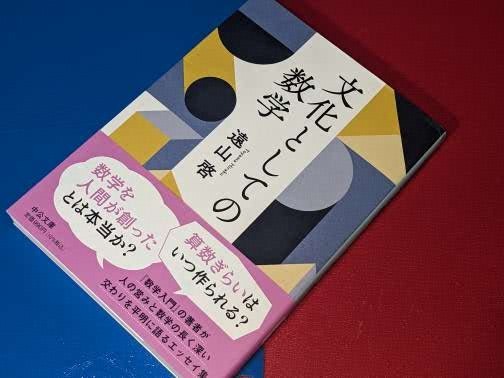 文化としての
数学
遠山 啓
数学を
人間が創った
とは本当か?
算数ぎらいは
いつ作られる?
『数学入門』の著者が
人の営みと数学の長く深い
交わりを平明に語るエッセイ集
中公文庫